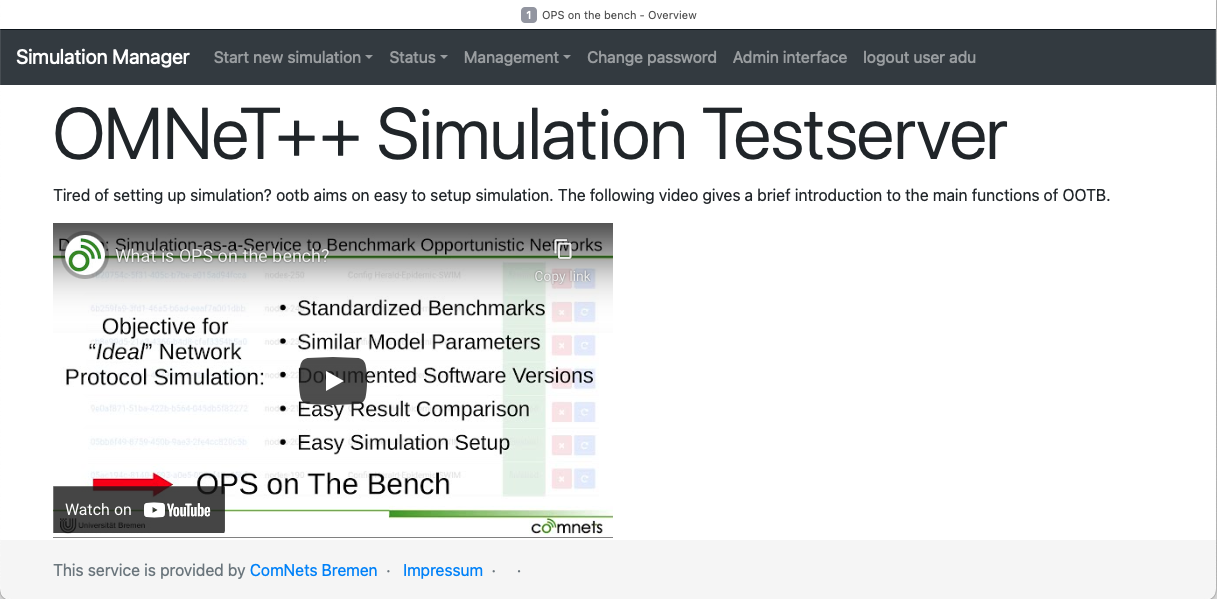 1 OPS on the bench - Overview
Simulation Manager Start new simulation Status Management Change password Admin interface logout user adu
OMNeT++ Simulation Testserver
Tired of setting up simulation? ootb aims on easy to setup simulation. The following video gives a brief introduction to the main functions of OOTB.
: Simulation-as-a-Service to Benchmark Opportunistic Networks
What is OPS on the bench?
Copy link
Objective for
“Ideal” Network
Protocol Simulation:
• Standardized Benchmarks
• Similar Model Parameters
• Documented Software Versions
• Easy Result Comparison
• Easy Simulation Setup
OPS on The Bench
Watch on YouTube
Universität Bremen
comnets
This service is provided by ComNets Bremen · Impressum · ·